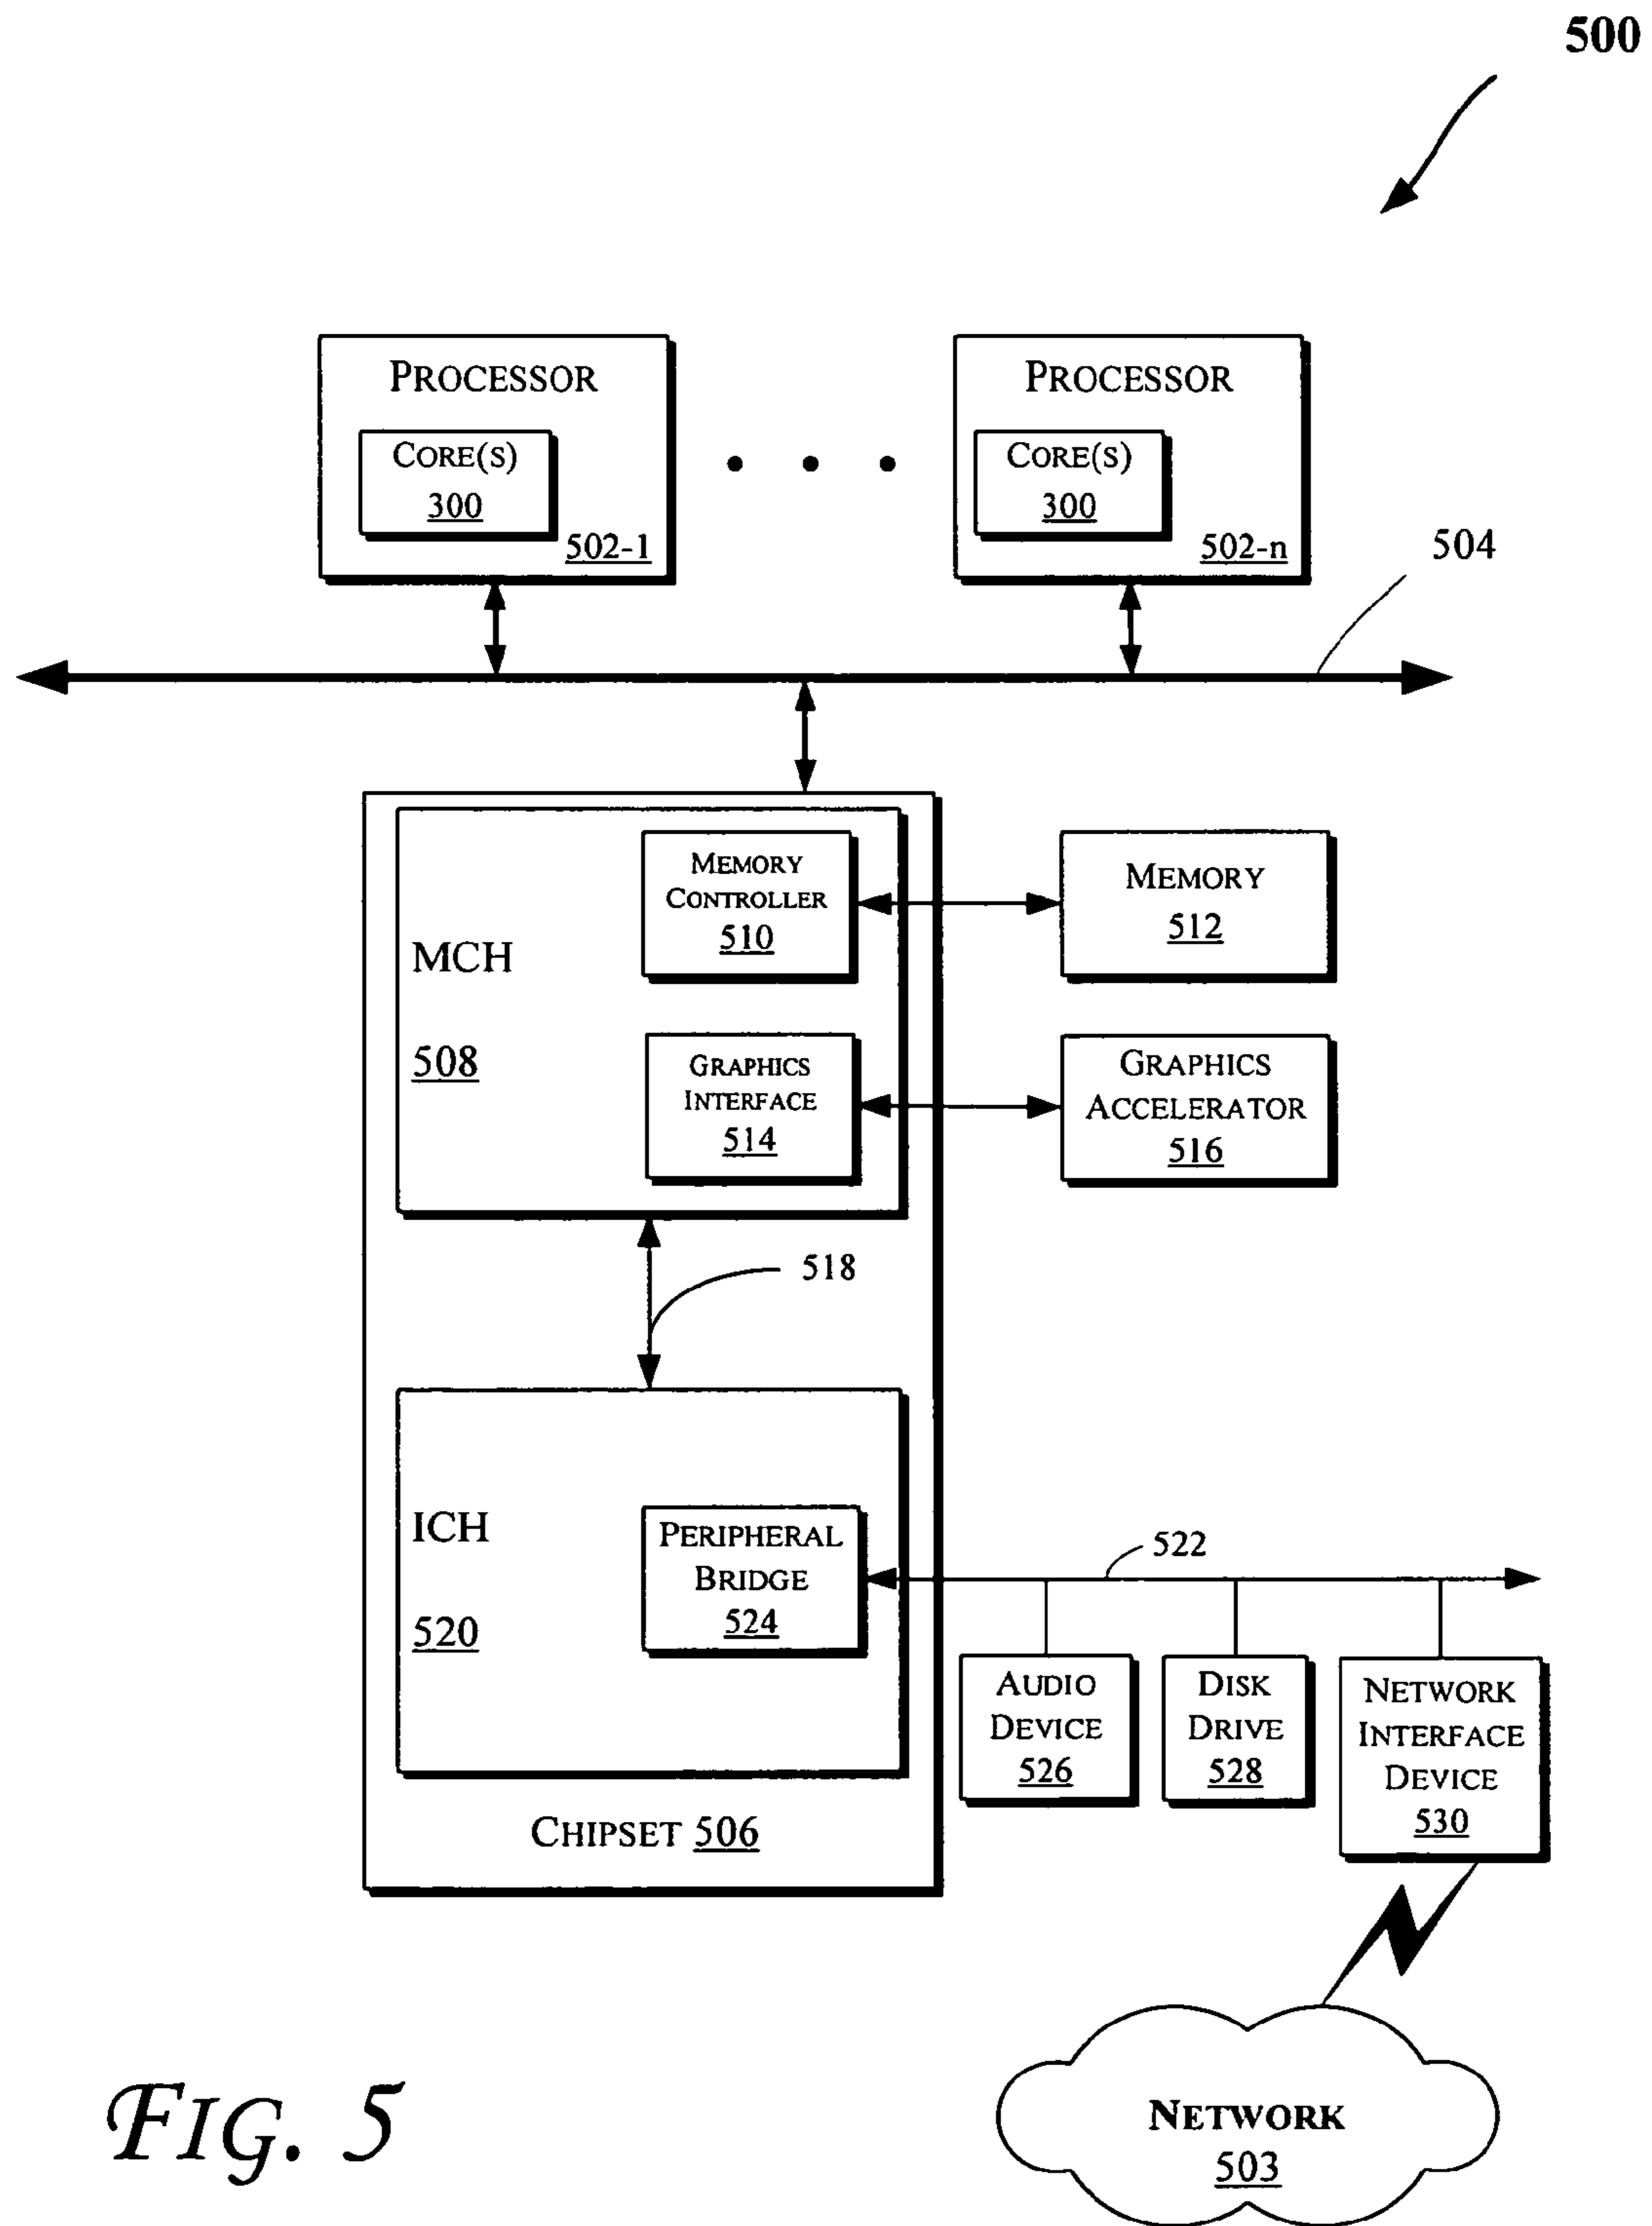 500
PROCESSOR
CORE(S)
300
502-1
PROCESSOR
CORE(S)
300
502-n
504
MEMORY
CONTROLLER
510
MEMORY
512
MCH
508
GRAPHICS
INTERFACE
514
GRAPHICS
ACCELERATOR
516
518
ICH
520
PERIPHERAL
BRIDGE
524
522
AUDIO
DEVICE
526
DISK
DRIVE
528
NETWORK
INTERFACE
DEVICE
530
CHIPSET 506
NETWORK
503
FIG. 5